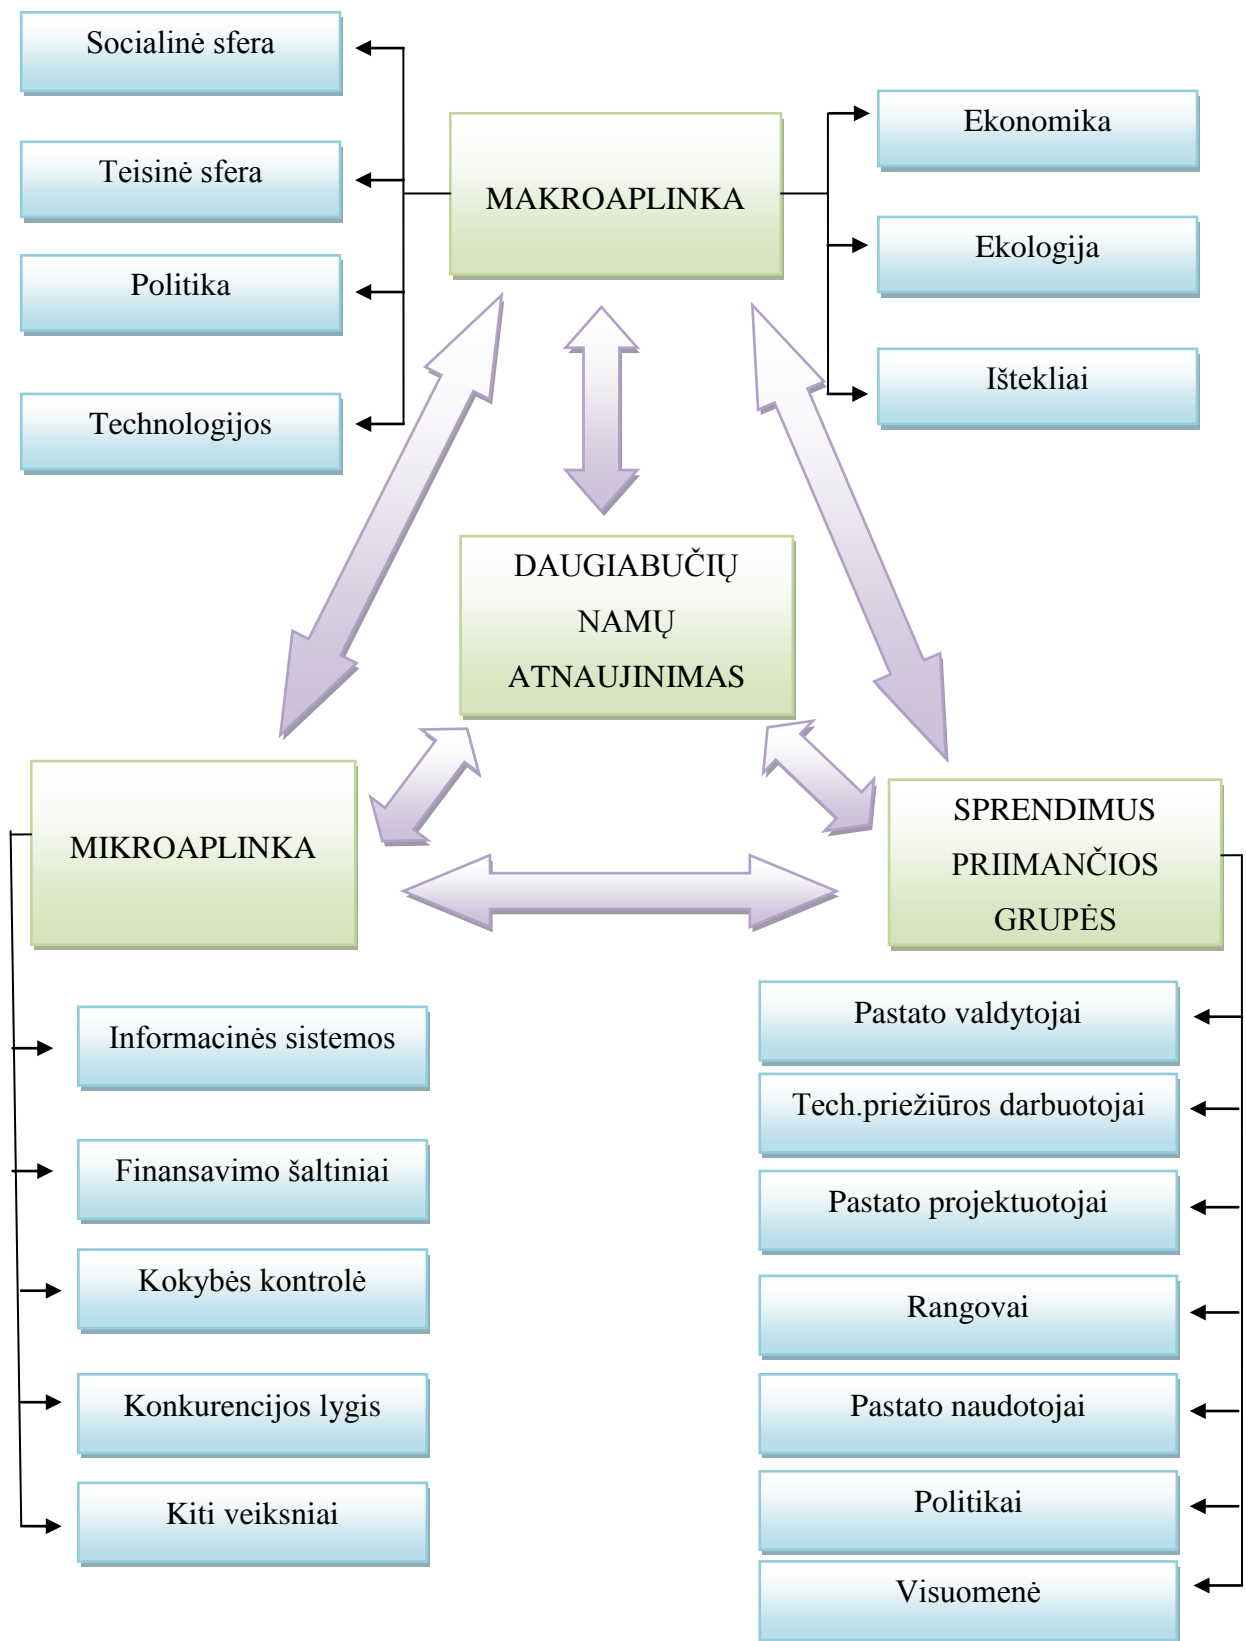 Socialinė sfera
Teisinė sfera
Politika
Technologijos
MAKROAPLINKA
Ekonomika
Ekologija
Ištekliai
DAUGIABUČIŲ
NAMŲ
ATNAUJINIMAS
MIKROAPLINKA
SPRENDIMUS
PRIIMANČIOS
GRUPĖS
Informacinės sistemos
Finansavimo šaltiniai
Kokybės kontrolė
Konkurencijos lygis
Kiti veiksniai
Pastato valdytojai
Tech.priežiūros darbuotojai
Pastato projektuotojai
Rangovai
Pastato naudotojai
Politikai
Visuomenė